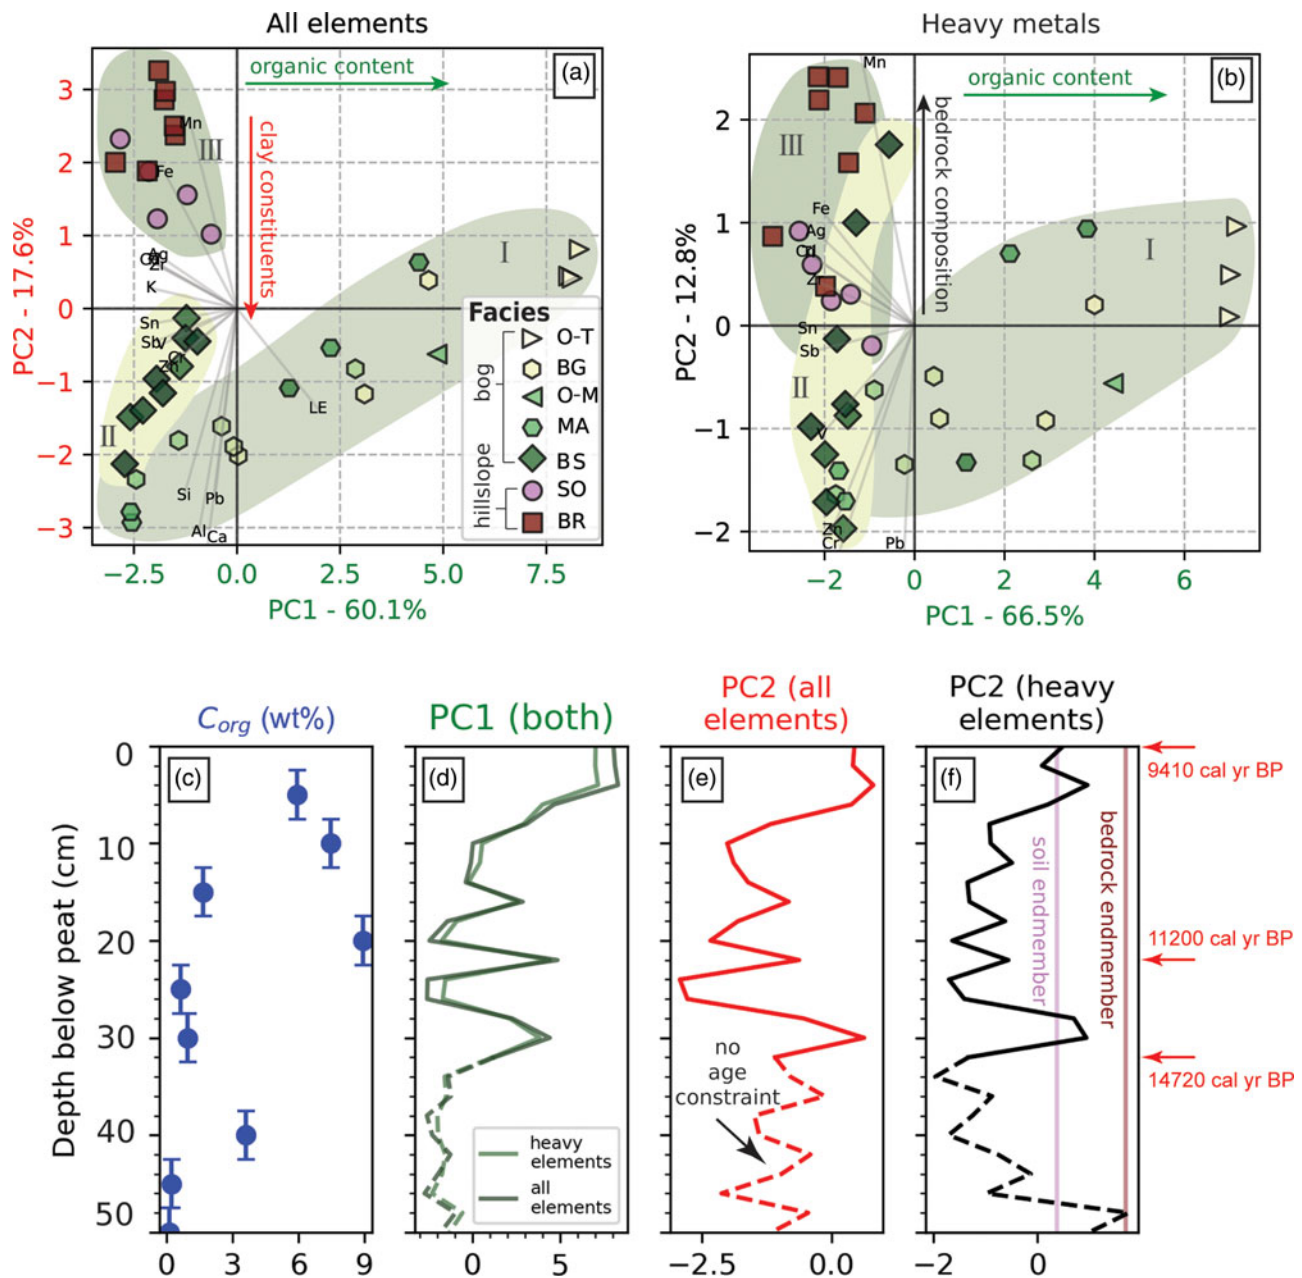 All elements
(a)
organic content
clay constituents
III
I
II
Mn
Fe
Ag
Zr
K
Sn
Sb
V
Cr
Zn
LE
Si
Pb
Al
Ca
3
2
1
0
−1
−2
−3
PC2 - 17.6%
−2.5
0.0
2.5
5.0
7.5
PC1 - 60.1%
Facies
bog
hillslope
O-T
BG
O-M
MA
BS
SO
BR
Heavy metals
(b)
organic content
bedrock composition
III
I
II
Mn
Fe
Ag
Zr
Sn
Sb
V
Zn
Cr
Pb
2
1
0
−1
−2
PC2 - 12.8%
−2
0
2
4
6
PC1 - 66.5%
Corg (wt%)
(c)
Depth below peat (cm)
0
10
20
30
40
50
0
3
6
9
PC1 (both)
(d)
heavy
elements
all
elements
0
5
PC2 (all
elements)
(e)
no
age
constraint
−2.5
0.0
PC2 (heavy
elements)
(f)
soil endmember
bedrock endmember
−2
0
9410 cal yr BP
11200 cal yr BP
14720 cal yr BP